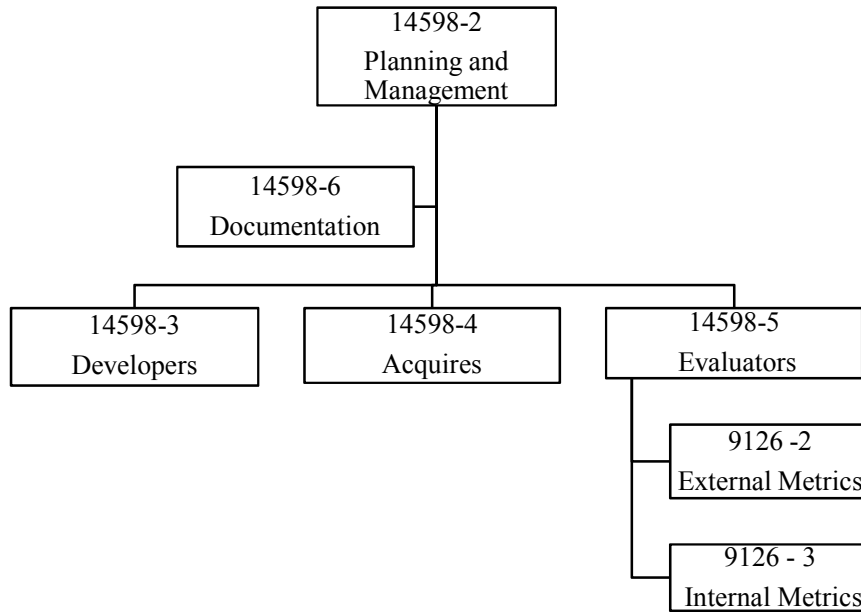 14598-2
Planning and
Management
14598-6
Documentation
14598-3
Developers
14598-4
Acquires
14598-5
Evaluators
9126 -2
External Metrics
9126 - 3
Internal Metrics